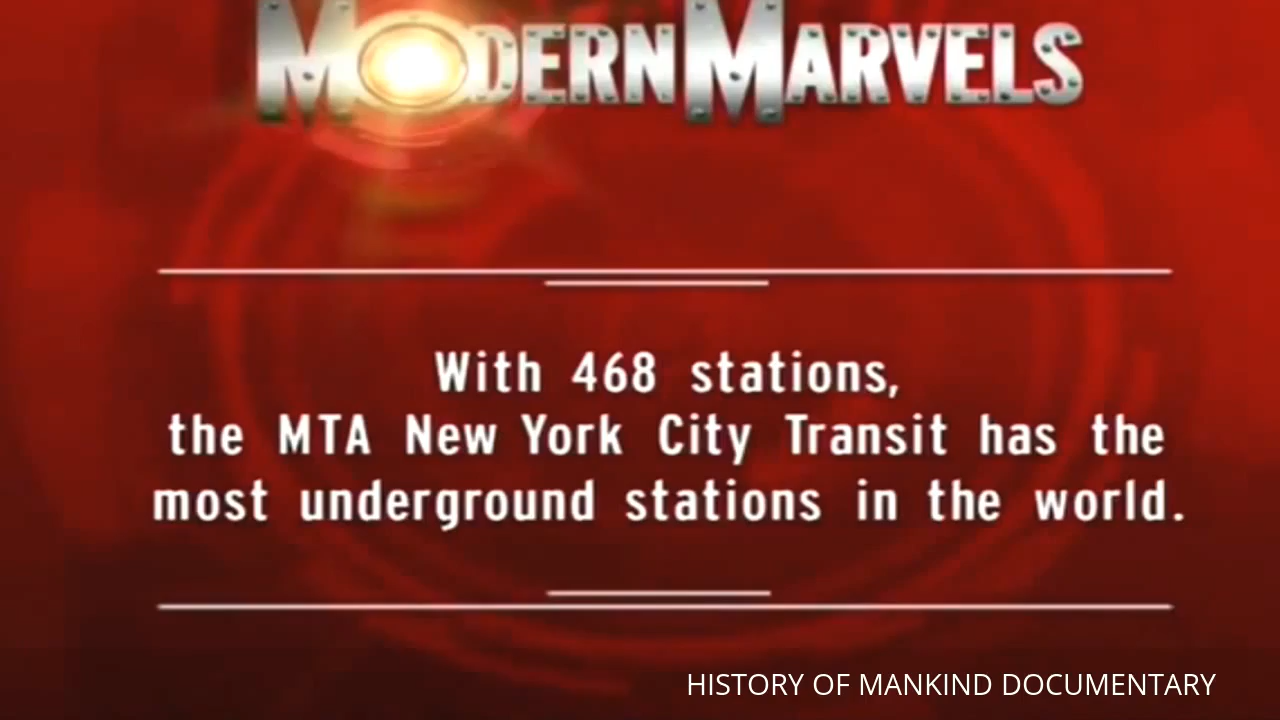 MODERN MARVELS
With 468 stations,
the MTA New York City Transit has the
most underground stations in the world.
HISTORY OF MANKIND DOCUMENTARY